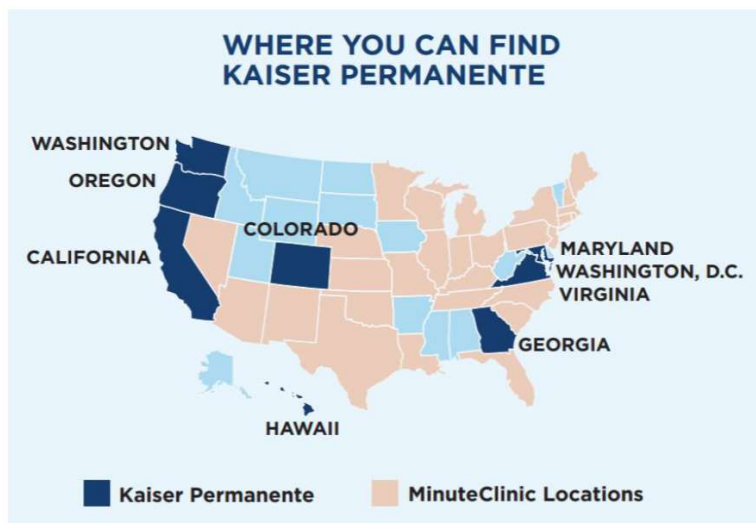 WHERE YOU CAN FIND
KAISER PERMANENTE
WASHINGTON
OREGON
COLORADO
CALIFORNIA
MARYLAND
WASHINGTON, D.C.
VIRGINIA
GEORGIA
HAWAII
Kaiser Permanente
MinuteClinic Locations